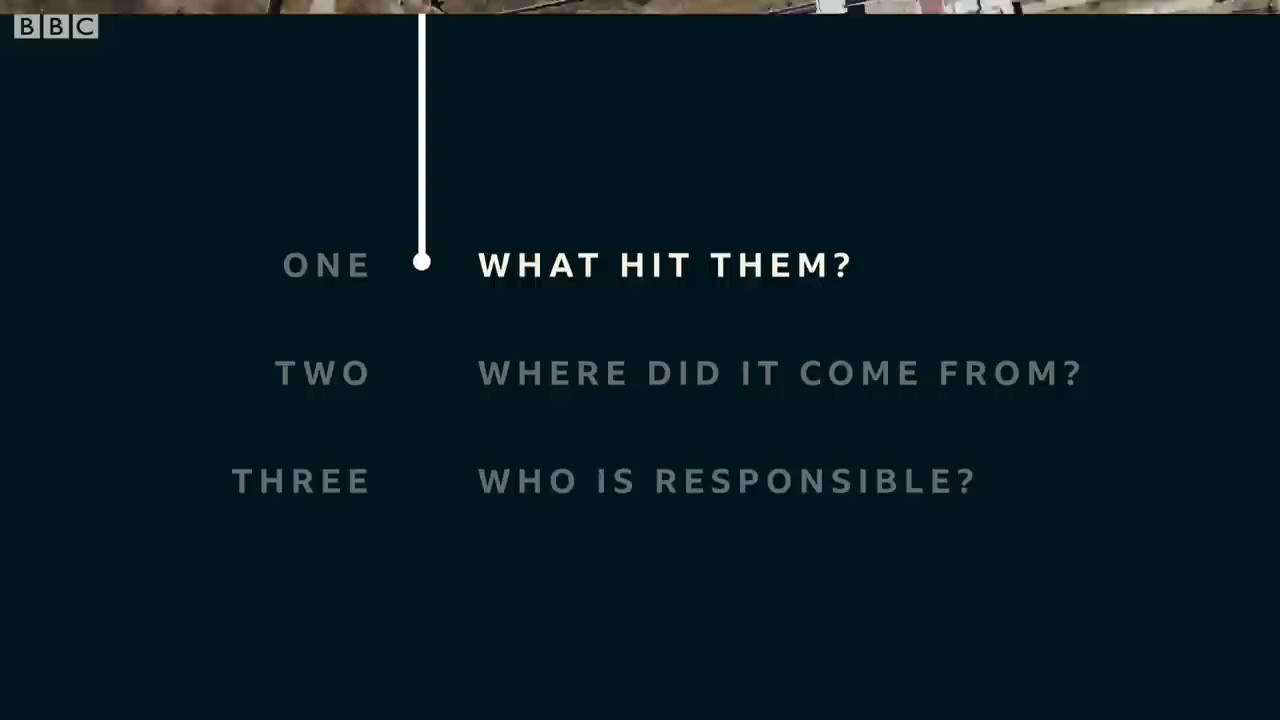 BBC
ONE WHAT HIT THEM?
TWO WHERE DID IT COME FROM?
THREE WHO IS RESPONSIBLE?